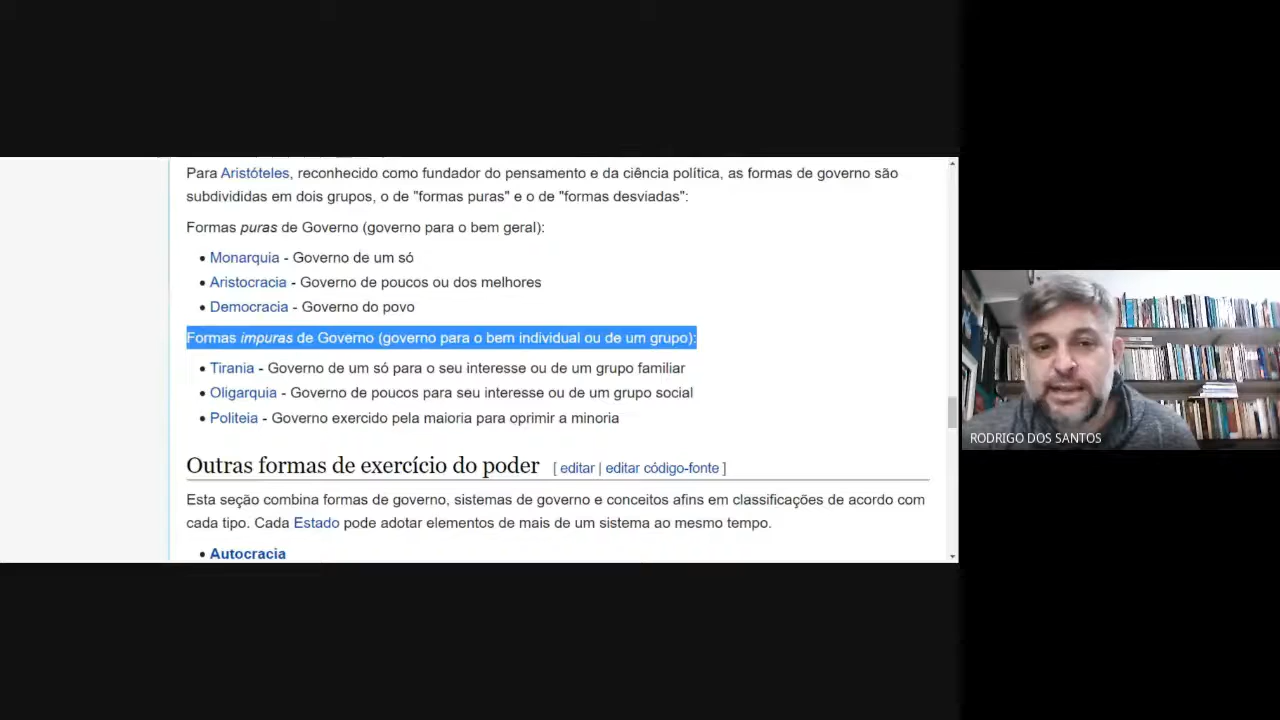 Para Aristóteles, reconhecido como fundador do pensamento e da ciência política, as formas de governo são
subdivididas em dois grupos, o de "formas puras" e o de "formas desviadas":
Formas puras de Governo (governo para o bem geral):
• Monarquia - Governo de um só
• Aristocracia - Governo de poucos ou dos melhores
• Democracia - Governo do povo
Formas impuras de Governo (governo para o bem individual ou de um grupo):
• Tirania - Governo de um só para o seu interesse ou de um grupo familiar
• Oligarquia - Governo de poucos para seu interesse ou de um grupo social
• Politeia - Governo exercido pela maioria para oprimir a minoria
Outras formas de exercício do poder [ editar | editar código-fonte ]
Esta seção combina formas de governo, sistemas de governo e conceitos afins em classificações de acordo com
cada tipo. Cada Estado pode adotar elementos de mais de um sistema ao mesmo tempo.
• Autocracia
RODRIGO DOS SANTOS